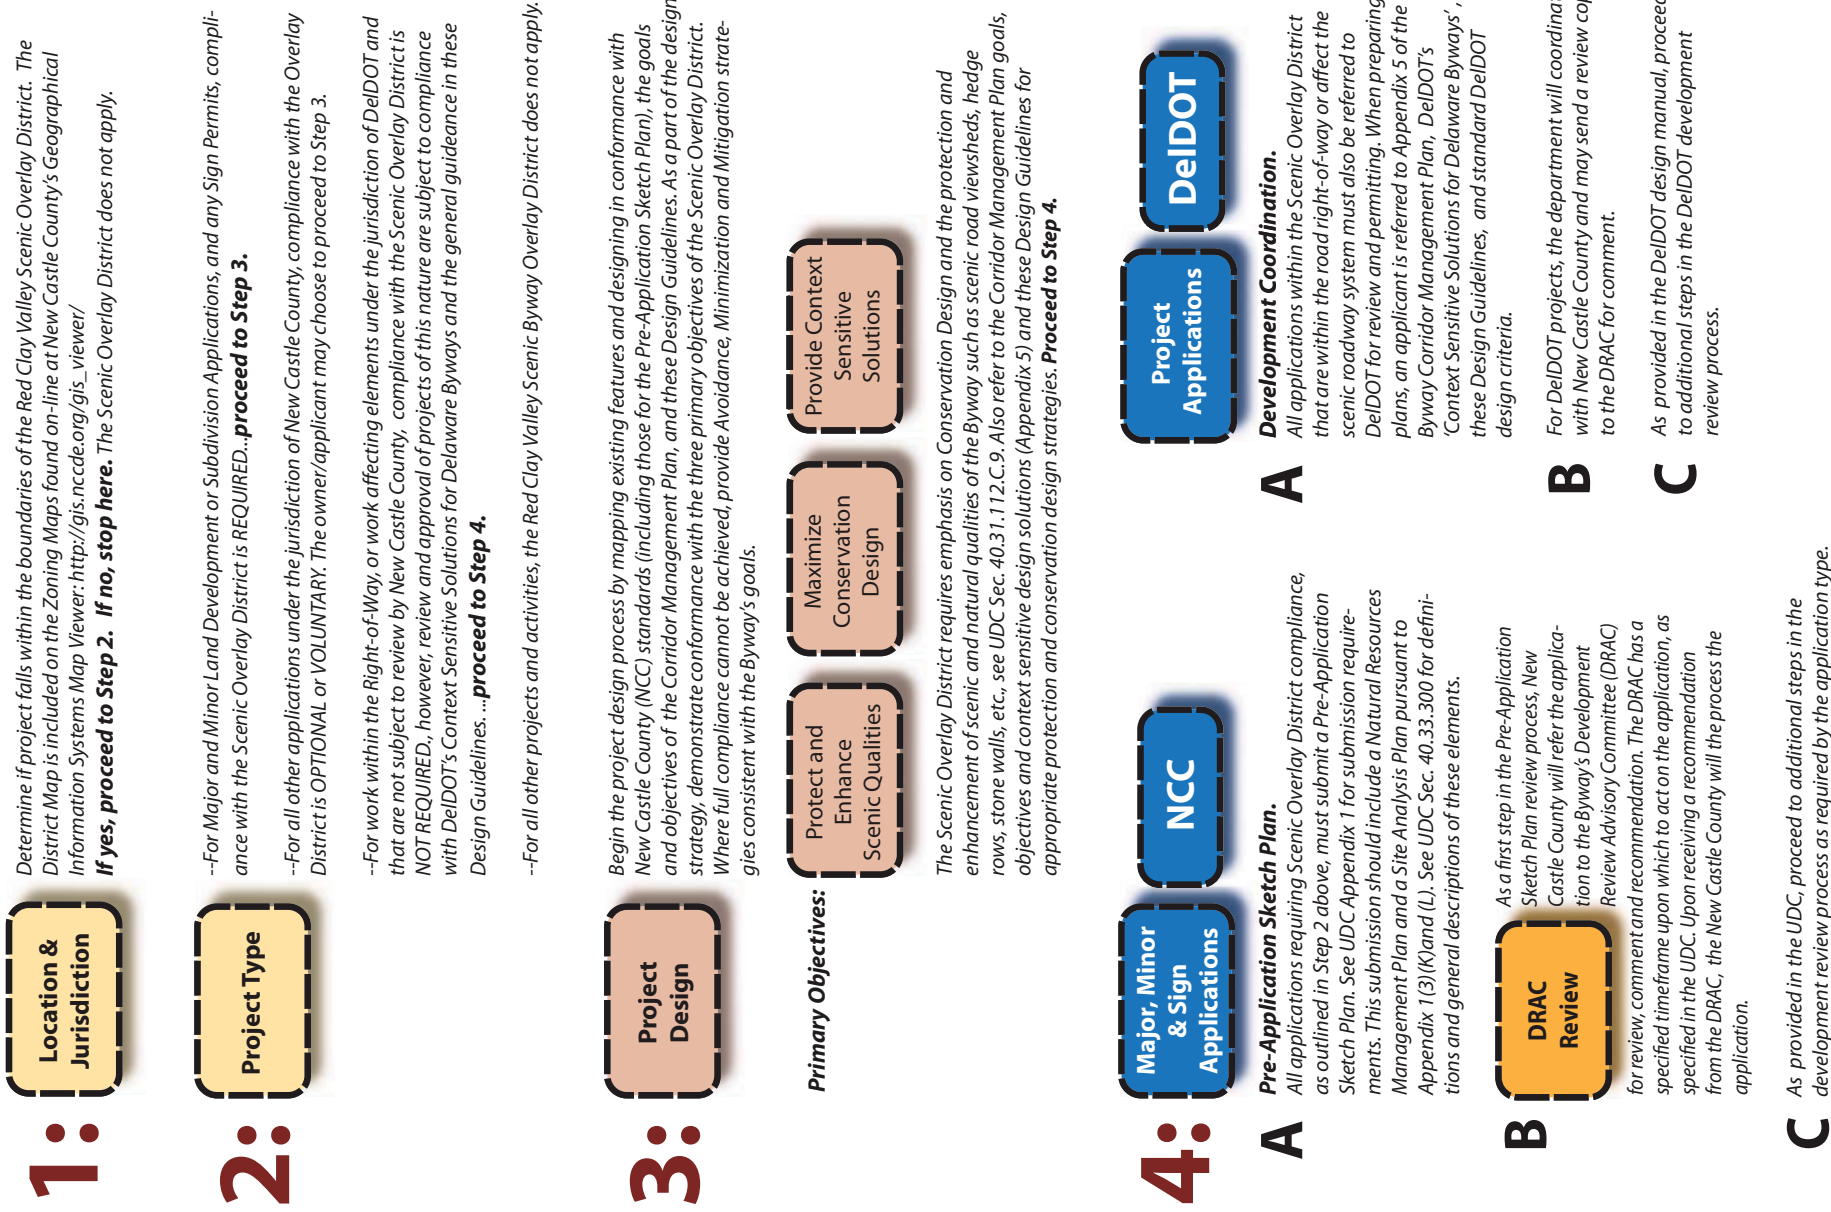 1:
Location &
Jurisdiction
Determine if project falls within the boundaries of the Red Clay Valley Scenic Overlay District. The
District Map is included on the Zoning Maps found on-line at New Castle County's Geographical
Information Systems Map Viewer: http://gis.nccde.org/gis_viewer/
If yes, proceed to Step 2. If no, stop here. The Scenic Overlay District does not apply.
2:
Project Type
--For Major and Minor Land Development or Subdivision Applications, and any Sign Permits, compli-
ance with the Scenic Overlay District is REQUIRED...proceed to Step 3.
--For all other applications under the jurisdiction of New Castle County, compliance with the Overlay
District is OPTIONAL or VOLUNTARY. The owner/applicant may choose to proceed to Step 3.
--For work within the Right-of-Way, or work affecting elements under the jurisdiction of DelDOT and
that are not subject to review by New Castle County, compliance with the Scenic Overlay District is
NOT REQUIRED, however, review and approval of projects of this nature are subject to compliance
with DelDOT's Context Sensitive Solutions for Delaware Byways and the general guideance in these
Design Guidelines. ...proceed to Step 4.
--For all other projects and activities, the Red Clay Valley Scenic Byway Overlay District does not apply.
3:
Project
Design
Begin the project design process by mapping existing features and designing in conformance with
New Castle County (NCC) standards (including those for the Pre-Application Sketch Plan), the goals
and objectives of the Corridor Management Plan, and these Design Guidelines. As a part of the design
strategy, demonstrate conformance with the three primary objectives of the Scenic Overlay District.
Where full compliance cannot be achieved, provide Avoidance, Minimization and Mitigation strate-
gies consistent with the Byway's goals.
Primary Objectives:
Protect and
Enhance
Scenic Qualities
Maximize
Conservation
Design
Provide Context
Sensitive
Solutions
The Scenic Overlay District requires emphasis on Conservation Design and the protection and
enhancement of scenic and natural qualities of the Byway such as scenic road viewsheds, hedge
rows, stone walls, etc., see UDC Sec. 40.31.112.C.9. Also refer to the Corridor Management Plan goals,
objectives and context sensitive design solutions (Appendix 5) and these Design Guidelines for
appropriate protection and conservation design strategies. Proceed to Step 4.
4:
Major, Minor
& Sign
Applications
NCC
A
Pre-Application Sketch Plan.
All applications requiring Scenic Overlay District compliance,
as outlined in Step 2 above, must submit a Pre-Application
Sketch Plan. See UDC Appendix 1 for submission require-
ments. This submission should include a Natural Resources
Management Plan and a Site Analysis Plan pursuant to
Appendix 1(3)(K)and (L). See UDC Sec. 40.333.300 for defini-
tions and general descriptions of these elements.
B
DRAC
Review
As a first step in the Pre-Application
Sketch Plan review process, New
Castle County will refer the applica-
tion to the Byway's Development
Review Advisory Committee (DRAC)
for review, comment and recommendation. The DRAC has a
specified timeframe upon which to act on the application, as
specified in the UDC. Upon receiving a recommendation
from the DRAC, the New Castle County will the process the
application.
C
As provided in the UDC, proceed to additional steps in the
development review process as required by the application type.
Project
Applications
DelDOT
A
Development Coordination.
All applications within the Scenic Overlay District
that are within the road right-of-way or affect the
scenic roadway system must also be referred to
DelDOT for review and permitting. When preparing
plans, an applicant is referred to Appendix 5 of the
Byway Corridor Management Plan, DelDOT's
'Context Sensitive Solutions for Delaware Byways',
these Design Guidelines, and standard DelDOT
design criteria.
B
For DelDOT projects, the department will coordinat
with New Castle County and may send a review cop
to the DRAC for comment.
C
As provided in the DelDOT design manual, proceed
to additional steps in the DelDOT development
review process.